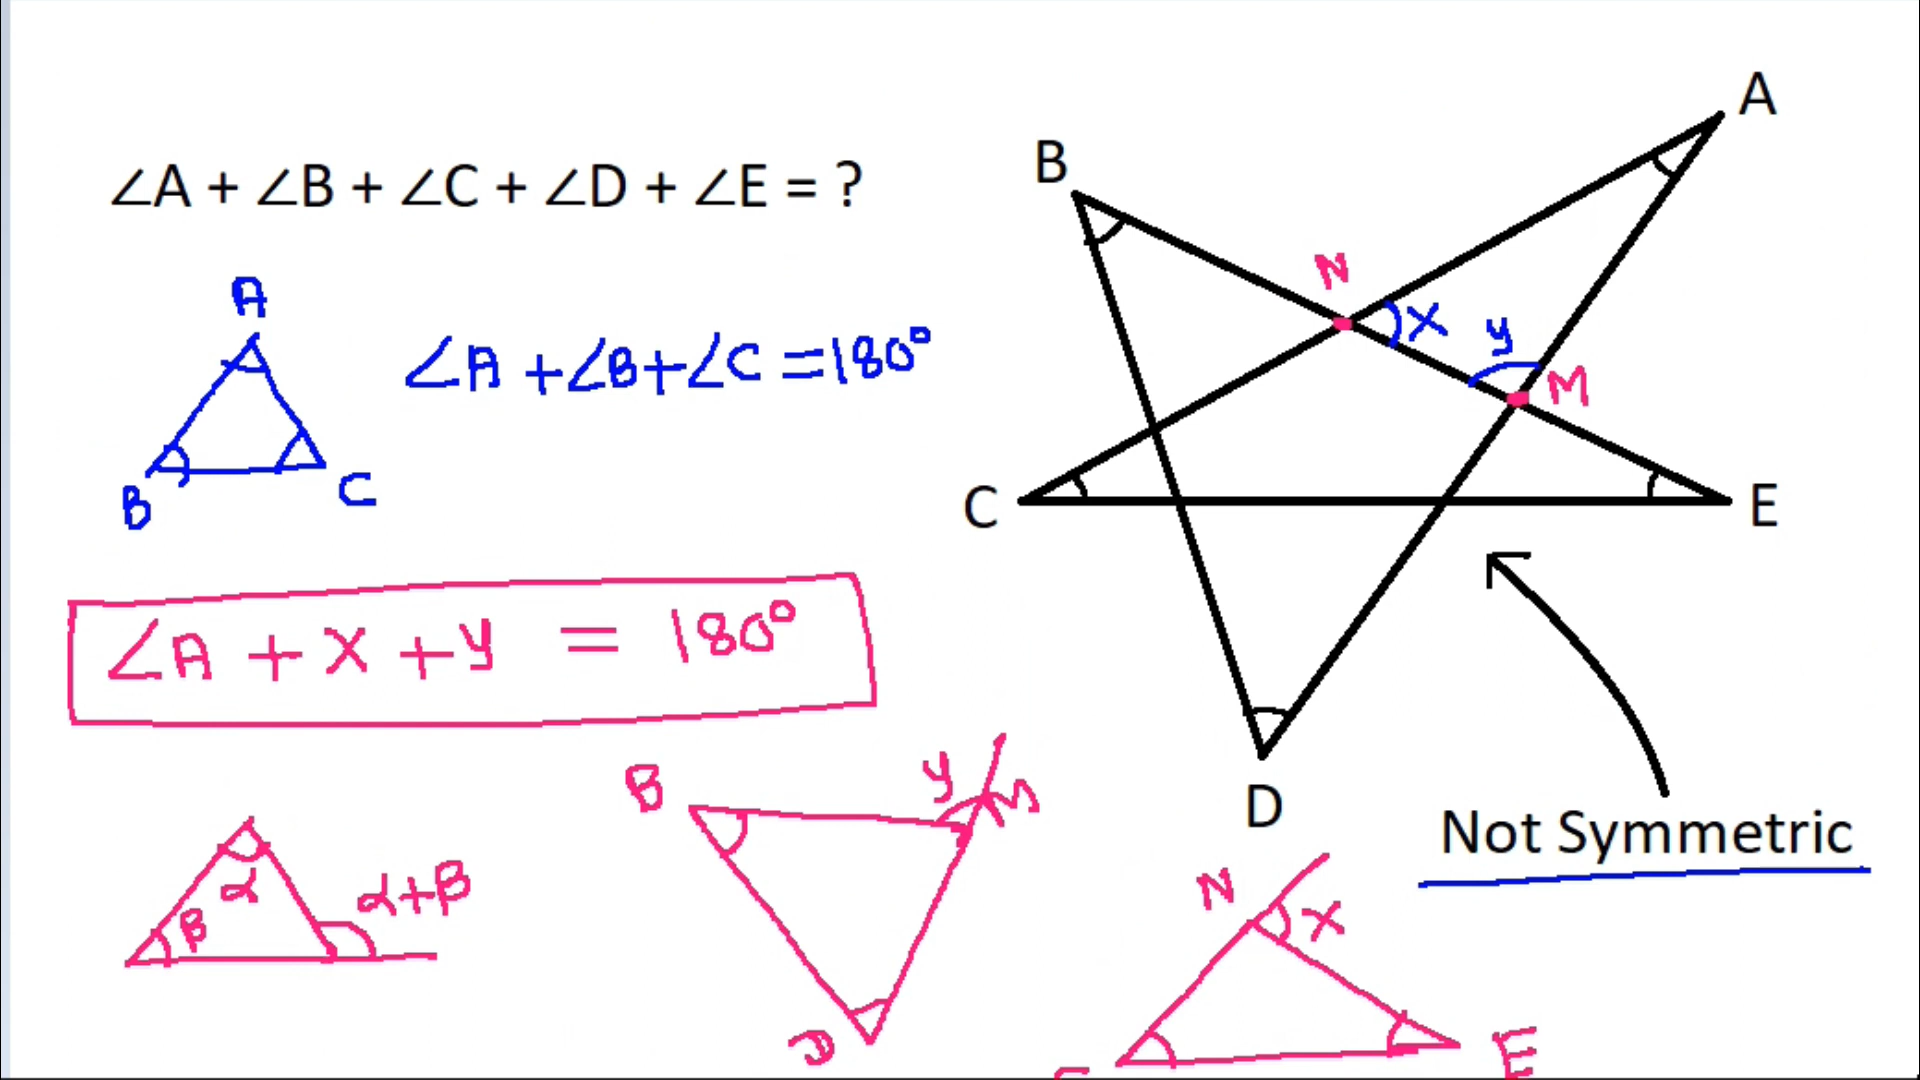 ∠A + ∠B + ∠C + ∠D + ∠E = ?
A
B
C
∠A + ∠B + ∠C = 180°
∠A + x + y = 180°
α
β
α+β
B
y
M
D
N
x
E
A
B
N
x
y
M
C
E
D
Not Symmetric